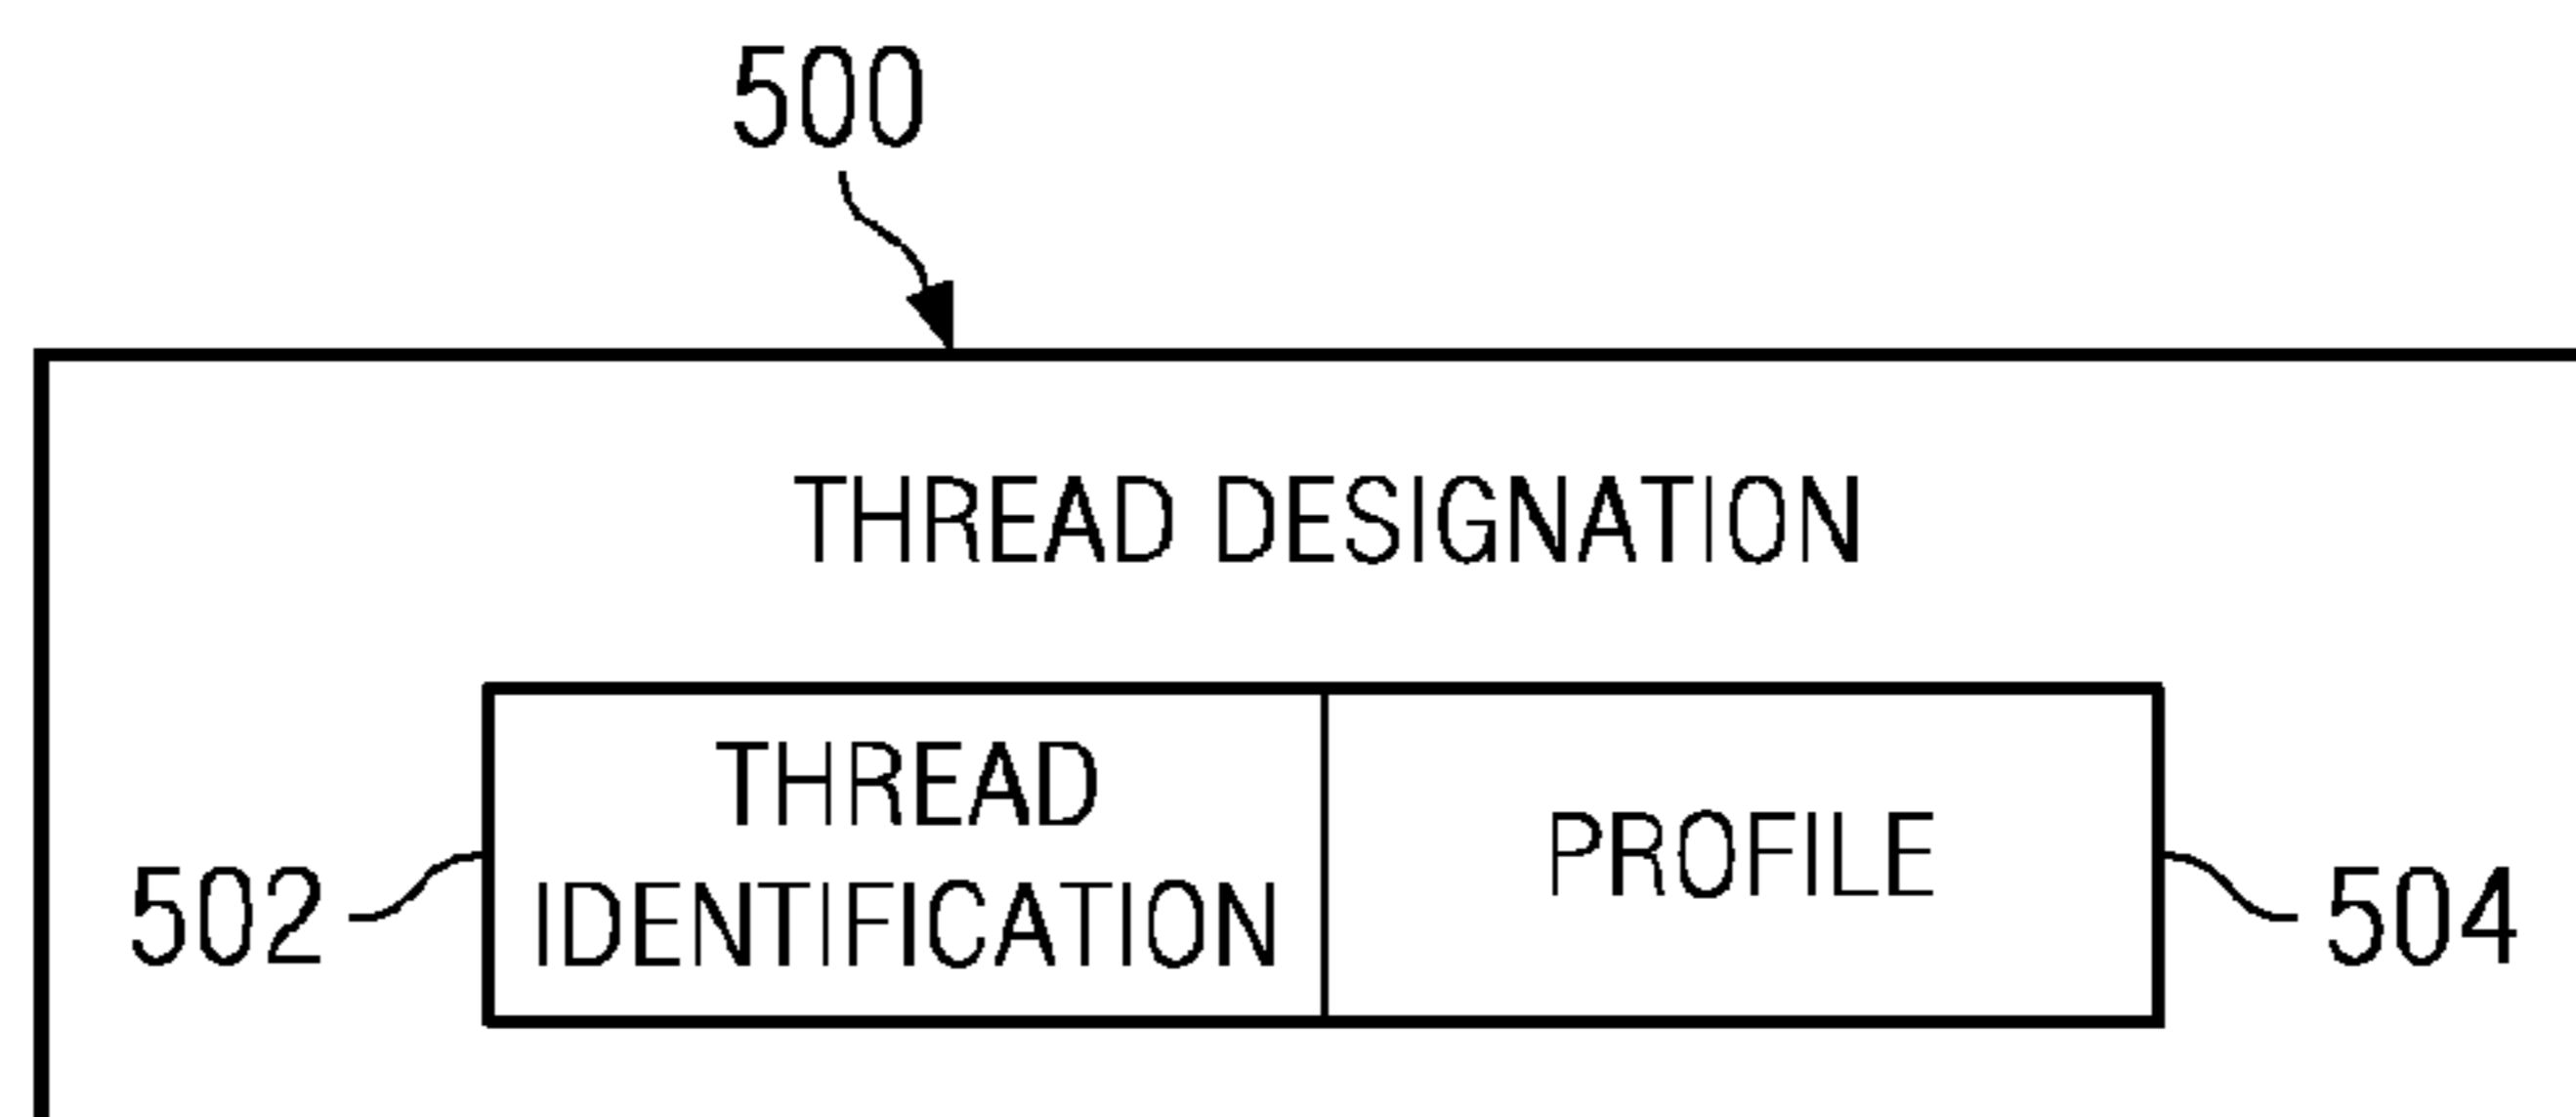 500
THREAD DESIGNATION
THREAD
IDENTIFICATION
PROFILE
502
504